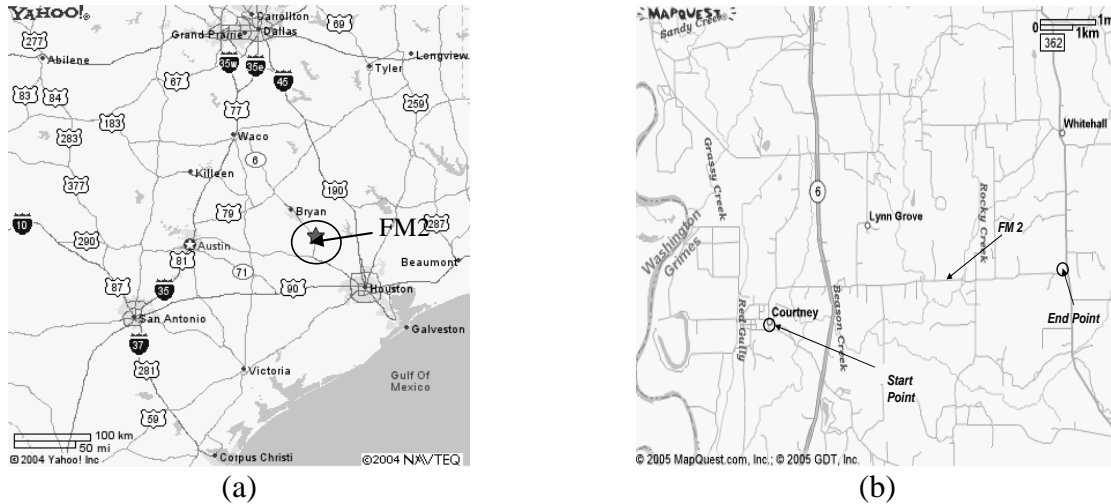 YAHOO!
Carrollton
Dallas
Grand Prairie
69
277
Abilene
35w
35e
45
Longview
Tyler
67
83
84
77
259
183
283
Waco
6
Killeen
377
190
79
Bryan
FM2
287
10
290
Austin
Beaumont
81
71
87
35
90
Houston
San Antonio
Galveston
37
281
Victoria
Gulf Of
Mexico
59
100 km
50 mi
Corpus Christi
©2004 Yahoo! Inc
©2004 NAVTEQ
(a)
MAPQUEST
Sandy Creek
0 1mi
1km
362
Whitehall
Grassy Creek
6
Rocky Creek
Lynn Grove
FM 2
Washington
Grimes
Beason Creek
Red Gully
Courtney
End Point
Start
Point
© 2005 MapQuest.com, Inc.; © 2005 GDT, Inc.
(b)